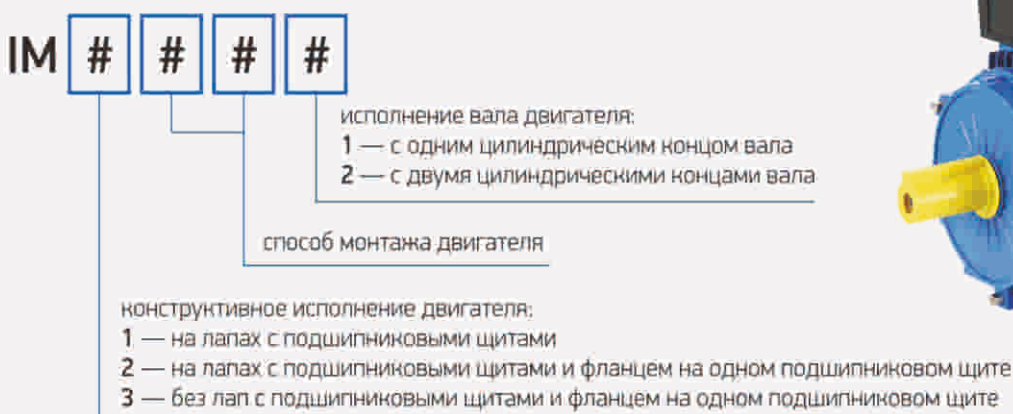 IM # # # #
исполнение вала двигателя:
1 — с одним цилиндрическим концом вала
2 — с двумя цилиндрическими концами вала
способ монтажа двигателя
конструктивное исполнение двигателя:
1 — на лапах с подшипниковыми щитами
2 — на лапах с подшипниковыми щитами и фланцем на одном подшипниковом щите
3 — без лап с подшипниковыми щитами и фланцем на одном подшипниковом щите